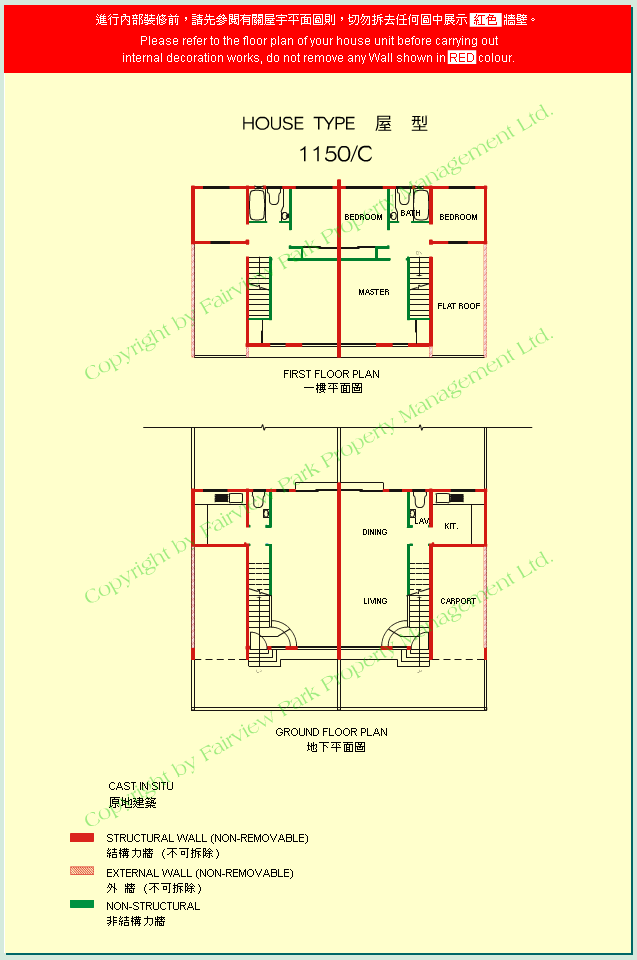 進行內部裝修前，請先參閱有關屋宇平面圖則，切勿拆去任何圖中展示 紅色 牆壁。
Please refer to the floor plan of your house unit before carrying out
internal decoration works, do not remove any Wall shown in RED colour.
HOUSE TYPE 屋 型
1150/C
BEDROOM
BATH
BEDROOM
MASTER
FLAT ROOF
Copyright by Fairview Park Property Management Ltd.
FIRST FLOOR PLAN
一樓平面圖
LAV
KIT.
DINING
LIVING
CARPORT
Copyright by Fairview Park Property Management Ltd.
GROUND FLOOR PLAN
地下平面圖
Copyright by Fairview Park Property Management Ltd.
CAST IN SITU
原地建築
STRUCTURAL WALL (NON-REMOVABLE)
結構力牆 (不可拆除)
EXTERNAL WALL (NON-REMOVABLE)
外 牆 (不可拆除)
NON-STRUCTURAL
非結構力牆